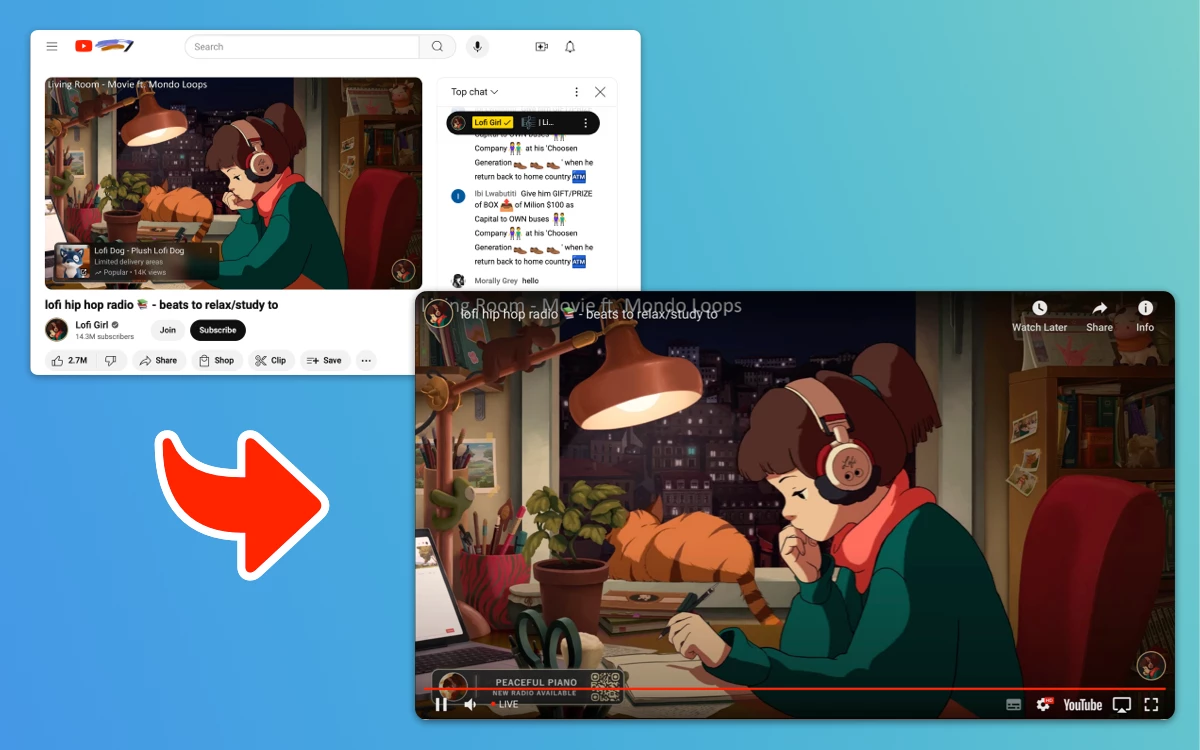 Search
Living Room - Movie ft. Mondo Loops
Lofi Dog - Plush Lofi Dog
Limited delivery areas
Popular • 14K views
lofi hip hop radio 📚 - beats to relax/study to
Lofi Girl
14.3M subscribers
Join
Subscribe
2.7M
Share
Shop
Clip
Save
Top chat
Lofi Girl
| Li...
Capital to OWN buses 👫
Company 👫 at his 'Choosen
Generation 👞 👞 👞 ' when he
return back to home country 🏧
I
Ibi Lwabutiti Give him GIFT/PRIZE
of BOX 📤 of Milion $100 as
Capital to OWN buses 👫
Company 👫 at his 'Choosen
Generation 👞 👞 👞 ' when he
return back to home country 🏧
Morally Grey hello
Living Room - Movie ft. Mondo Loops
lofi hip hop radio 📚 - beats to relax/study to
Watch Later
Share
Info
PEACEFUL PIANO
NEW RADIO AVAILABLE
LIVE
HD
YouTube